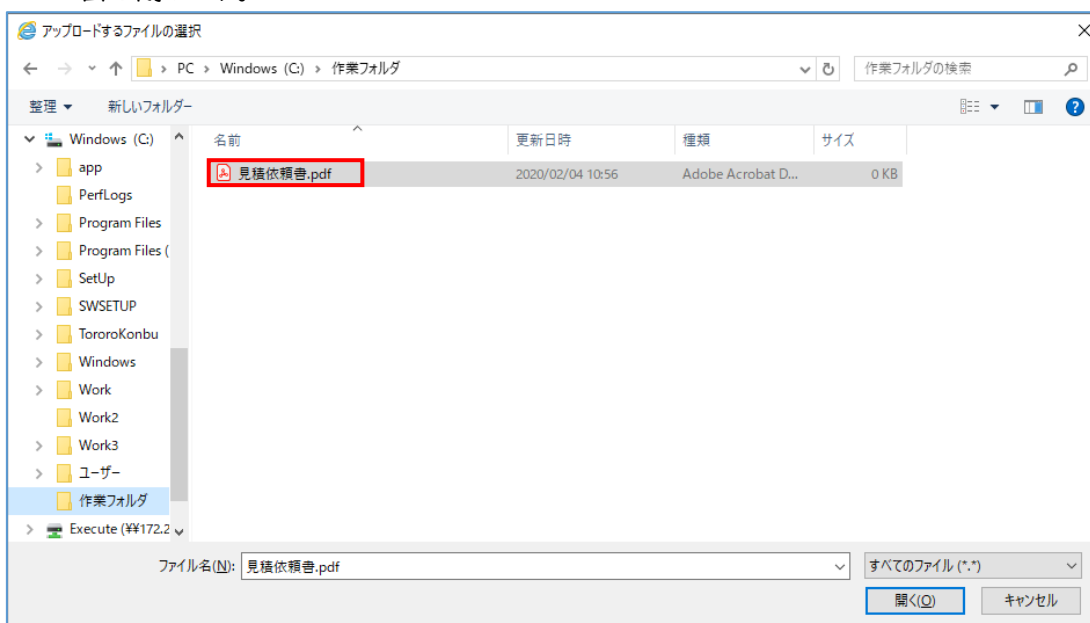 アップロードするファイルの選択
PC › Windows (C:) › 作業フォルダ
作業フォルダの検索
整理 新しいフォルダー
名前 更新日時 種類 サイズ
見積依頼書.pdf 2020/02/04 10:56 Adobe Acrobat D... 0 KB
Windows (C:)
app
PerfLogs
Program Files
Program Files (
SetUp
SWSETUP
TororoKonbu
Windows
Work
Work2
Work3
ユーザー
作業フォルダ
Execute (¥¥172.2
ファイル名(N): 見積依頼書.pdf すべてのファイル (*.*)
開く(O) キャンセル